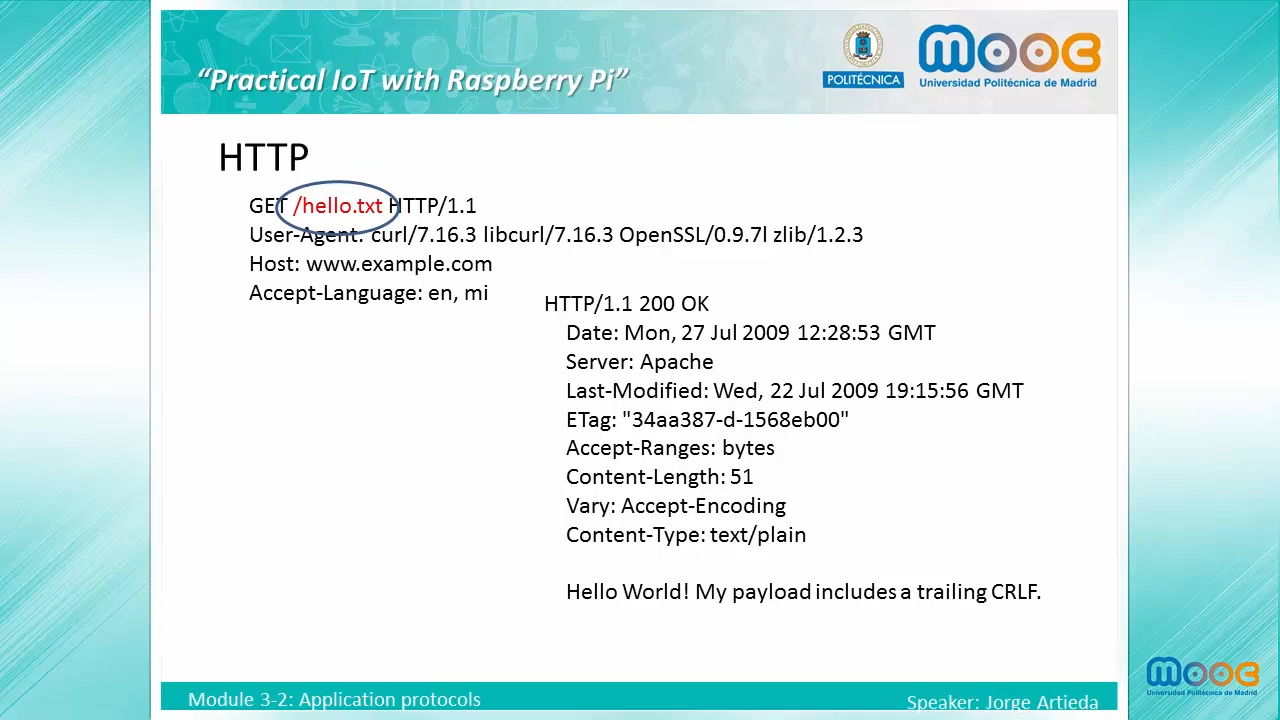 “Practical IoT with Raspberry Pi”
POLITÉCNICA
MOOC
Universidad Politécnica de Madrid
HTTP
GET /hello.txt HTTP/1.1
User-Agent: curl/7.16.3 libcurl/7.16.3 OpenSSL/0.9.7l zlib/1.2.3
Host: www.example.com
Accept-Language: en, mi
HTTP/1.1 200 OK
Date: Mon, 27 Jul 2009 12:28:53 GMT
Server: Apache
Last-Modified: Wed, 22 Jul 2009 19:15:56 GMT
ETag: "34aa387-d-1568eb00"
Accept-Ranges: bytes
Content-Length: 51
Vary: Accept-Encoding
Content-Type: text/plain
Hello World! My payload includes a trailing CRLF.
Module 3-2: Application protocols
Speaker: Jorge Artieda
MOOC
Universidad Politécnica de Madrid